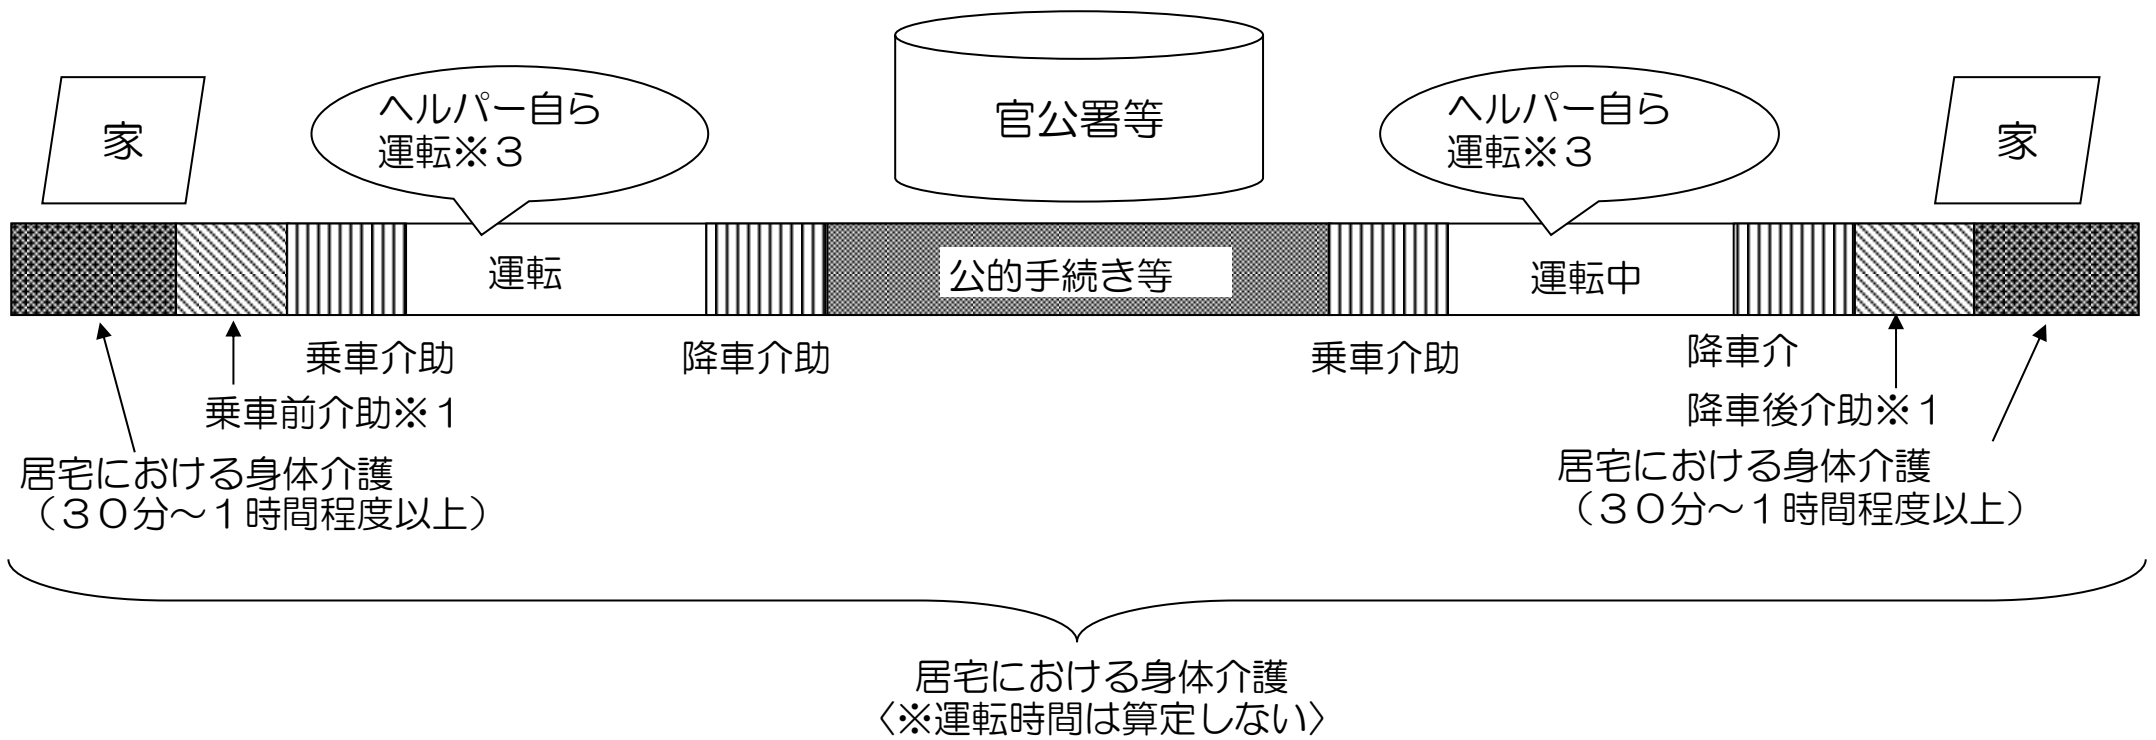 官公署等
家
ヘルパー自ら
運転※３
ヘルパー自ら
運転※３
家
運転
公的手続き等
運転中
乗車介助
降車介助
乗車介助
降車介
乗車前介助※１
降車後介助※１
居宅における身体介護
（３０分～１時間程度以上）
居宅における身体介護
（３０分～１時間程度以上）
居宅における身体介護
〈※運転時間は算定しない〉